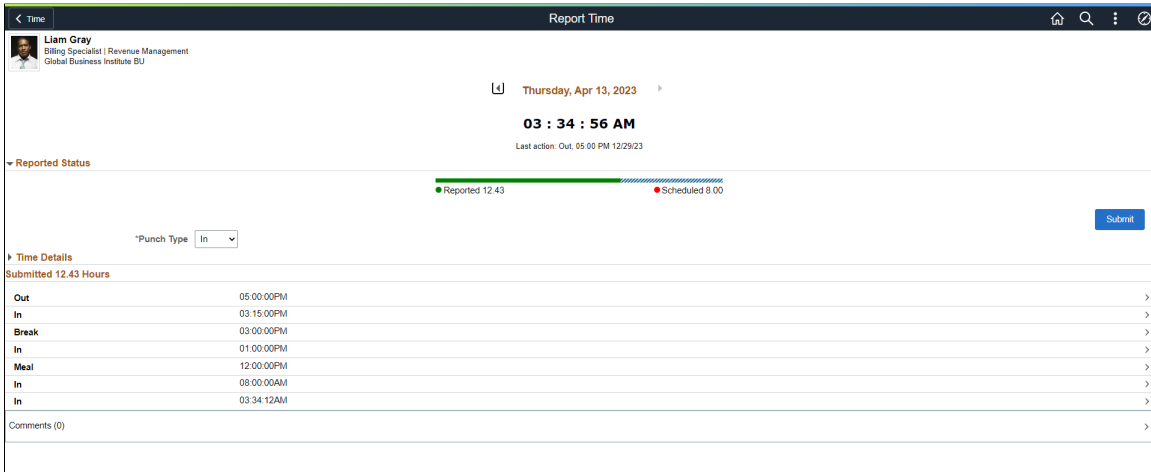 Time
Report Time
Liam Gray
Billing Specialist | Revenue Management
Global Business Institute BU
Thursday, Apr 13, 2023
03 : 34 : 56 AM
Last action: Out, 05:00 PM 12/29/23
Reported Status
Reported 12.43 Scheduled 8.00
Submit
*Punch Type In
Time Details
Submitted 12.43 Hours
Out 05:00:00PM
In 03:15:00PM
Break 03:00:00PM
In 01:00:00PM
Meal 12:00:00PM
In 08:00:00AM
In 03:34:12AM
Comments (0)